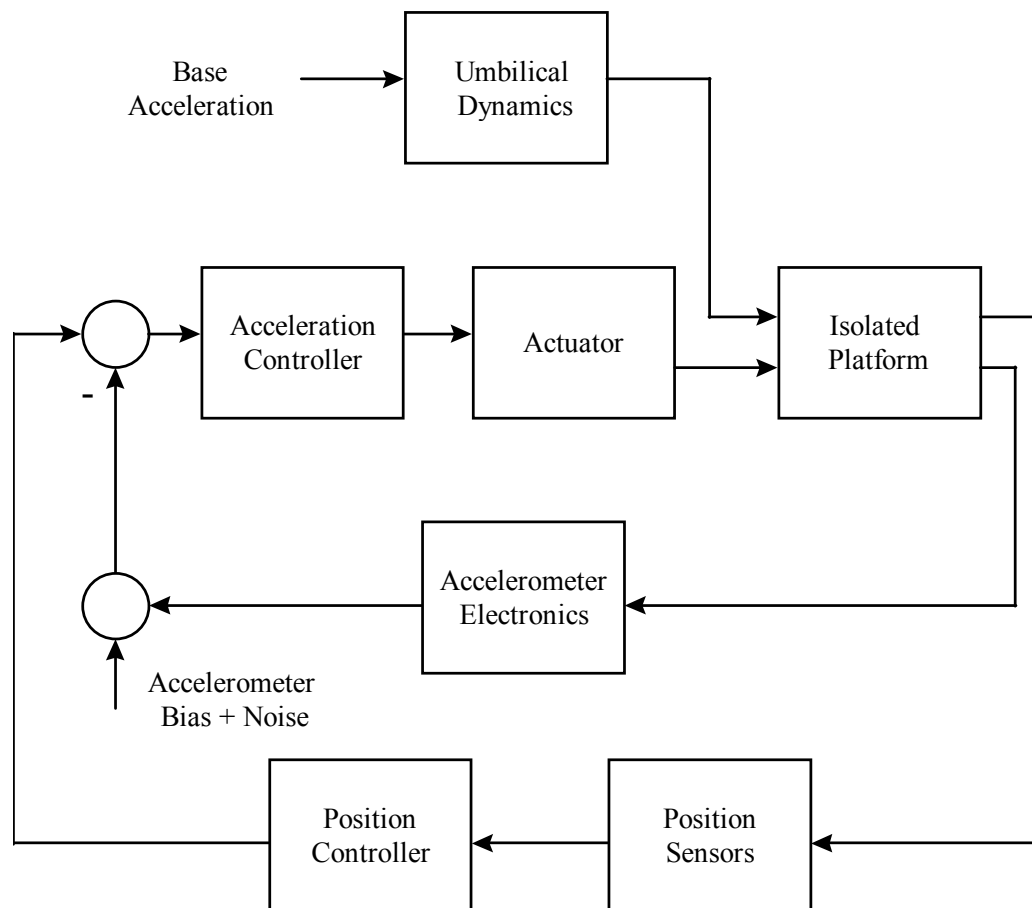 Base
Acceleration
Umbilical
Dynamics
Acceleration
Controller
Actuator
Isolated
Platform
-
Accelerometer
Electronics
Accelerometer
Bias + Noise
Position
Controller
Position
Sensors